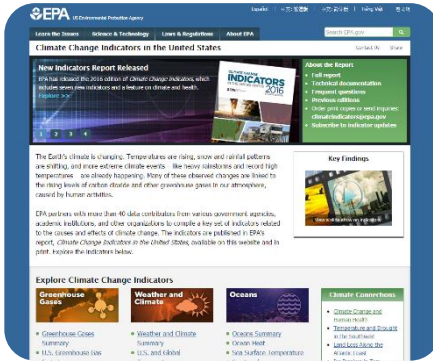 EPA United States Environmental Protection Agency
Español
Tiếng Việt
한국어
Learn the Issues Science & Technology Laws & Regulations About EPA
Search EPA.gov
Climate Change Indicators in the United States
Contact Us Share
New Indicators Report Released
EPA has released the 2016 edition of Climate Change Indicators, which
includes seven new indicators and a feature on climate and health.
Explore >>
1 2 3 4
CLIMATE CHANGE
INDICATORS
IN THE UNITED STATES
2016
About the Report
• Full report
• Technical documentation
• Frequent questions
• Previous editions
Order print copies or send inquiries:
climateindicators@epa.gov
• Subscribe to indicator updates
The Earth's climate is changing. Temperatures are rising, snow and rainfall patterns
are shifting, and more extreme climate events – like heavy rainstorms and record high
temperatures – are already happening. Many of these observed changes are linked to
the rising levels of carbon dioxide and other greenhouse gases in our atmosphere,
caused by human activities.
EPA partners with more than 40 data contributors from various government agencies,
academic institutions, and other organizations to compile a key set of indicators related
to the causes and effects of climate change. The indicators are published in EPA's
report, Climate Change Indicators in the United States, available on this website and in
print. Explore the indicators below.
Key Findings
Explore Climate Change Indicators
Greenhouse
Gases
• Greenhouse Gases
Summary
• U.S. Greenhouse Gas
Weather and
Climate
• Weather and Climate
Summary
• U.S. and Global
Oceans
• Oceans Summary
• Ocean Heat
• Sea Surface Temperature
Climate Connections
• Climate Change and
Human Health
• Temperature and Drought
in the Southwest
• Land Loss Along the
Atlantic Coast